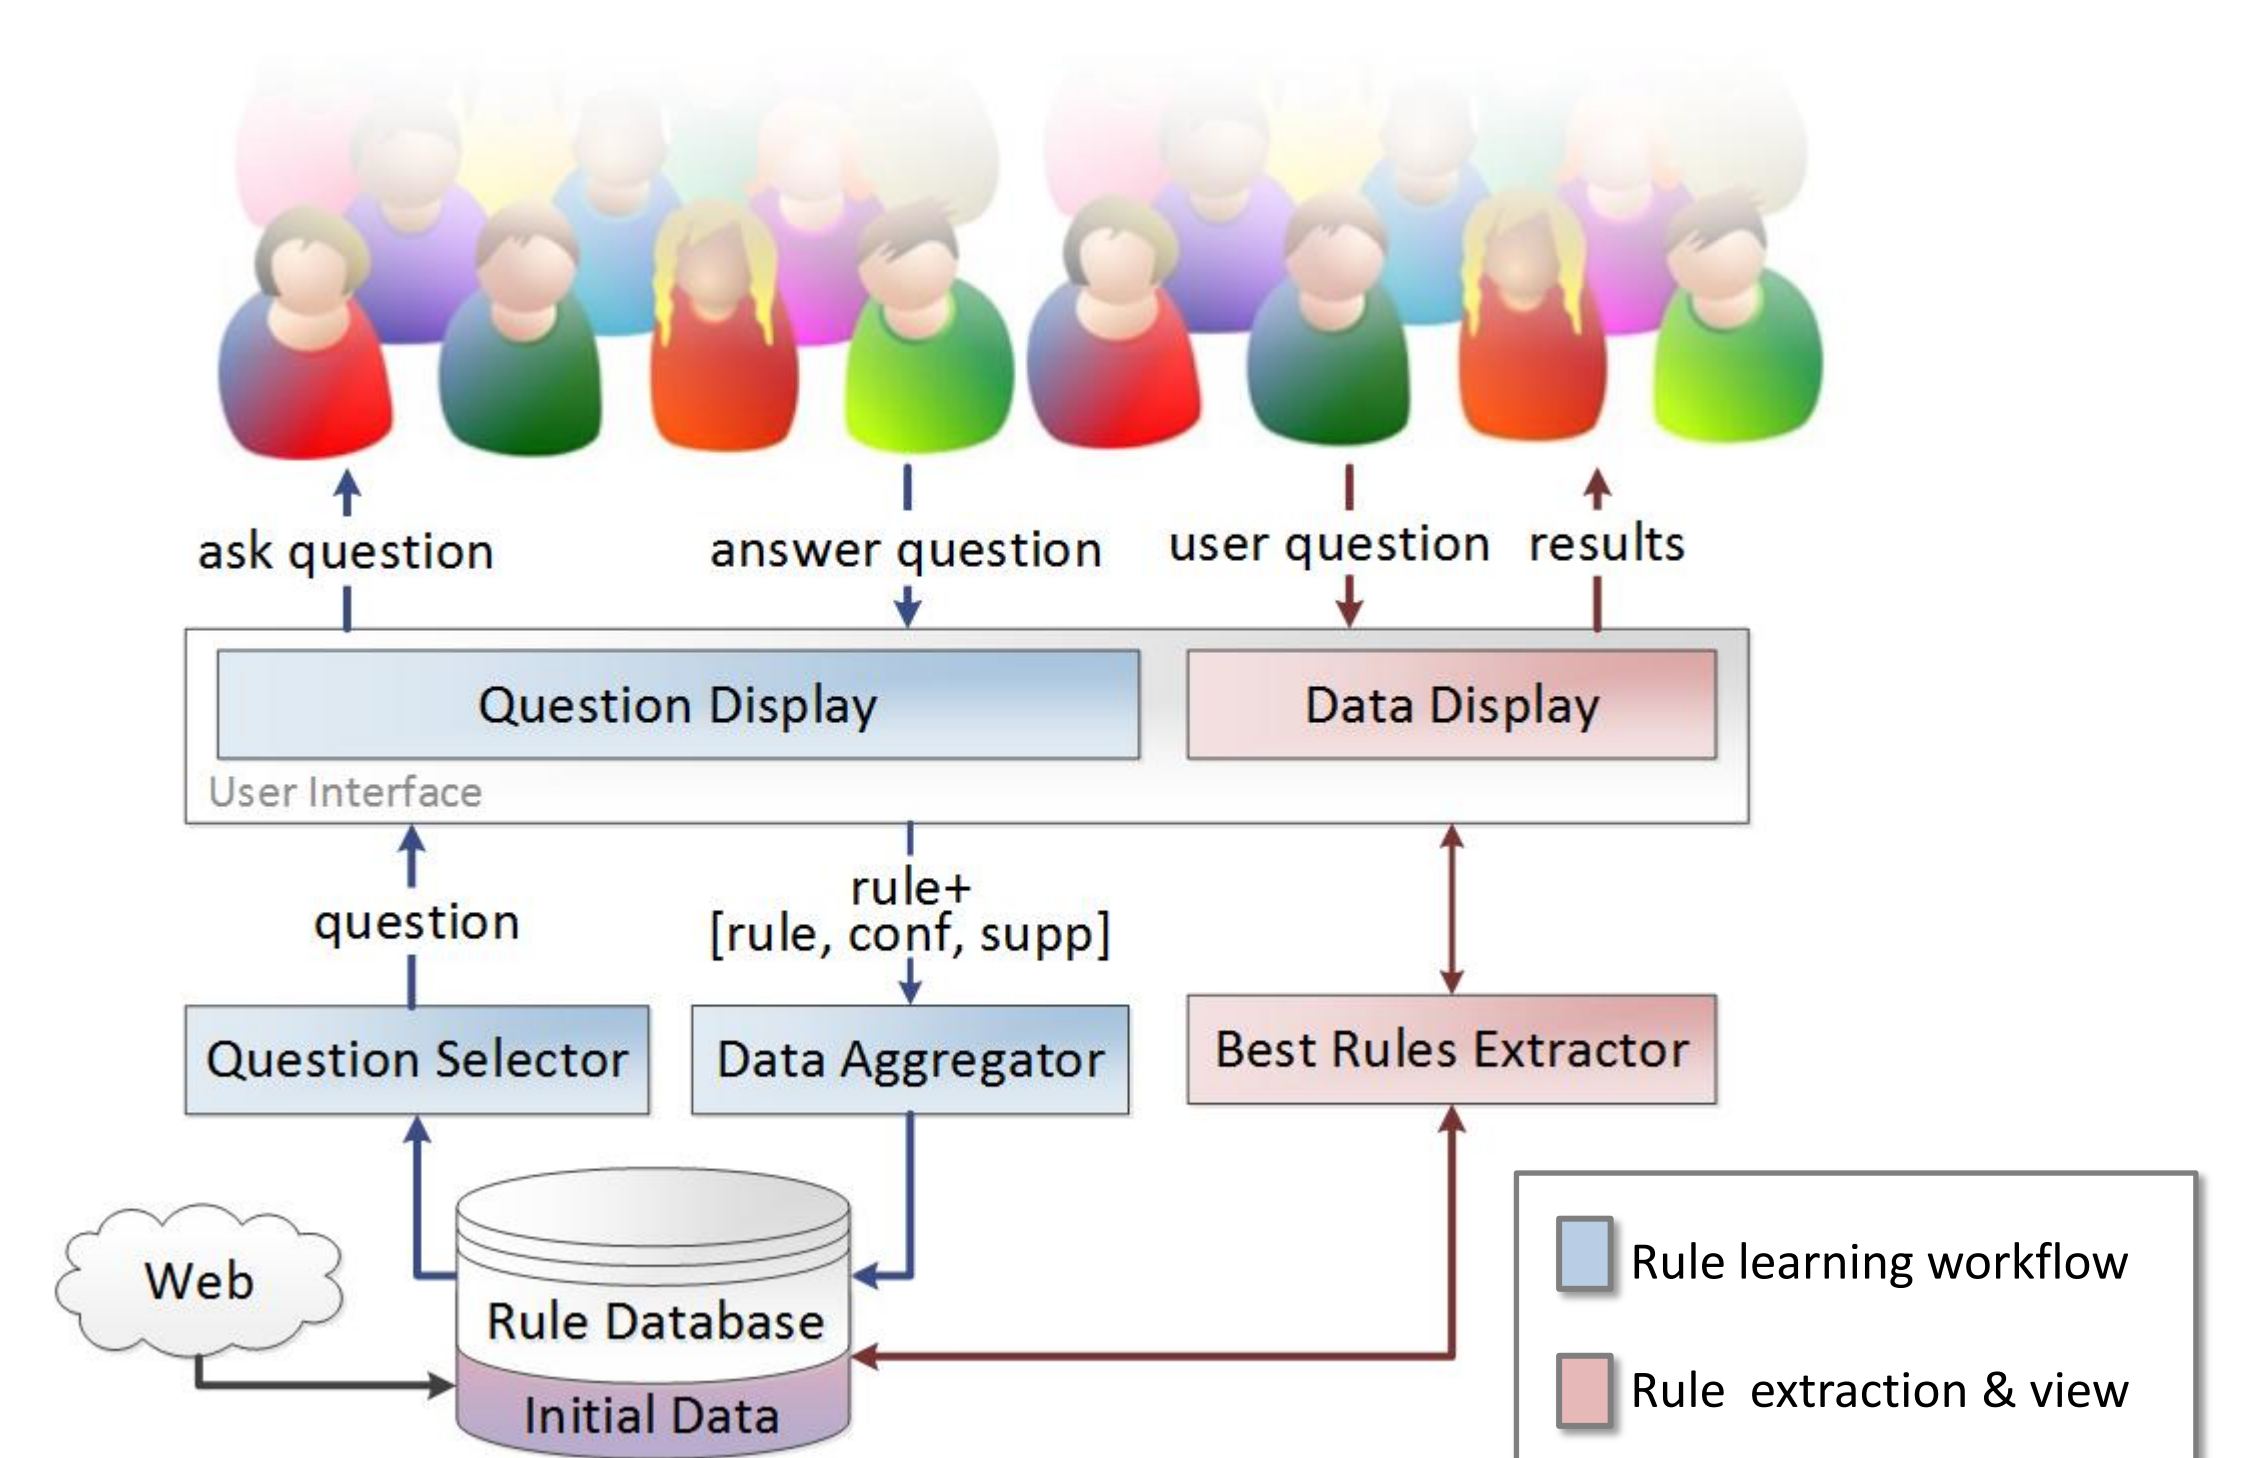 ask question
answer question
user question
results
Question Display
Data Display
User Interface
question
rule+
[rule, conf, supp]
Question Selector
Data Aggregator
Best Rules Extractor
Web
Rule Database
Initial Data
Rule learning workflow
Rule extraction & view